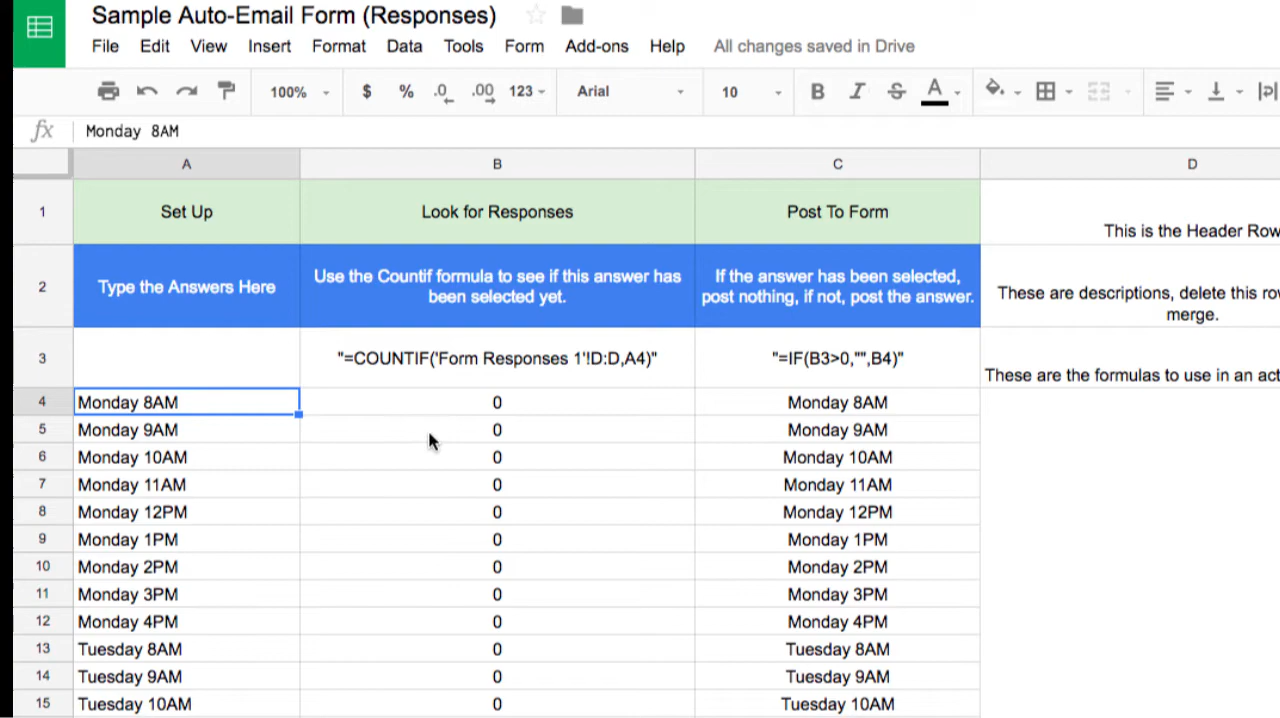 Sample Auto-Email Form (Responses)
File Edit View Insert Format Data Tools Form Add-ons Help All changes saved in Drive
100% $ % .0 .00 123 Arial 10 B I S A
fx Monday 8AM
A B C D
1 Set Up Look for Responses Post To Form
This is the Header Row
2 Type the Answers Here
Use the Countif formula to see if this answer has
been selected yet.
If the answer has been selected,
post nothing, if not, post the answer.
These are descriptions, delete this ro
merge.
3 "=COUNTIF('Form Responses 1'!D:D,A4)" "=IF(B3>0,"",B4)"
These are the formulas to use in an act
4 Monday 8AM 0 Monday 8AM
5 Monday 9AM 0 Monday 9AM
6 Monday 10AM 0 Monday 10AM
7 Monday 11AM 0 Monday 11AM
8 Monday 12PM 0 Monday 12PM
9 Monday 1PM 0 Monday 1PM
10 Monday 2PM 0 Monday 2PM
11 Monday 3PM 0 Monday 3PM
12 Monday 4PM 0 Monday 4PM
13 Tuesday 8AM 0 Tuesday 8AM
14 Tuesday 9AM 0 Tuesday 9AM
15 Tuesday 10AM 0 Tuesday 10AM